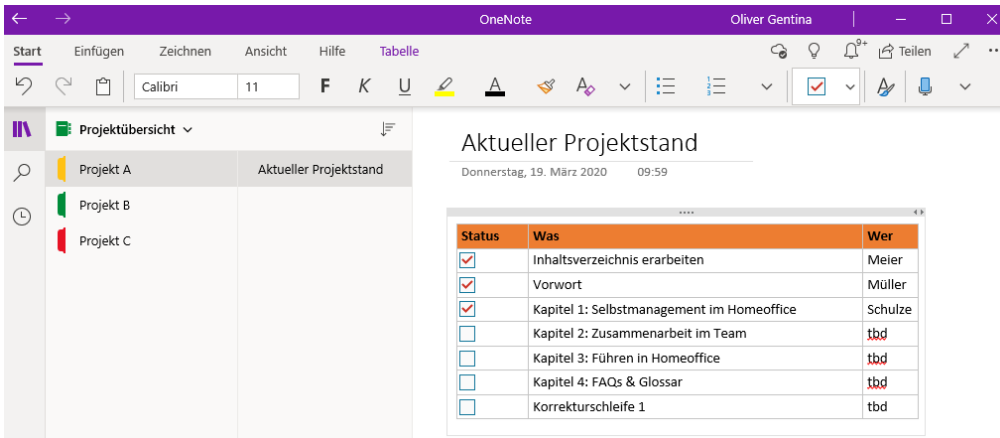 OneNote Oliver Gentina
Start Einfügen Zeichnen Ansicht Hilfe Tabelle 9+ Teilen
Calibri 11 F K U A A
Projektübersicht
Projekt A Aktueller Projektstand
Projekt B
Projekt C
Aktueller Projektstand
Donnerstag, 19. März 2020 09:59
Status Was Wer
Inhaltsverzeichnis erarbeiten Meier
Vorwort Müller
Kapitel 1: Selbstmanagement im Homeoffice Schulze
Kapitel 2: Zusammenarbeit im Team tbd
Kapitel 3: Führen in Homeoffice tbd
Kapitel 4: FAQs & Glossar tbd
Korrekturschleife 1 tbd